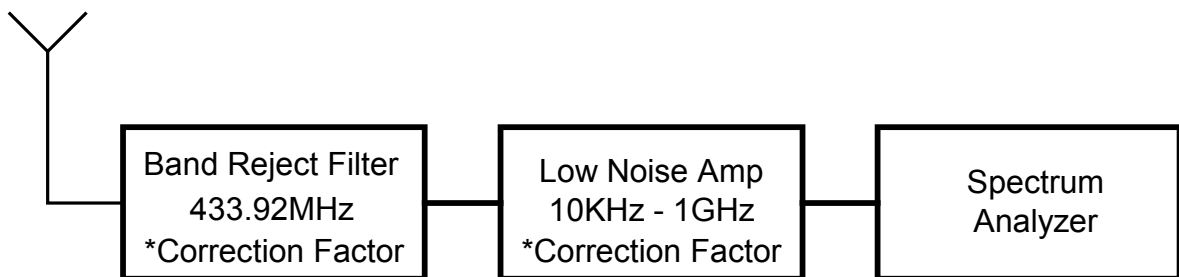 Band Reject Filter
433.92MHz
*Correction Factor
Low Noise Amp
10KHz - 1GHz
*Correction Factor
Spectrum
Analyzer